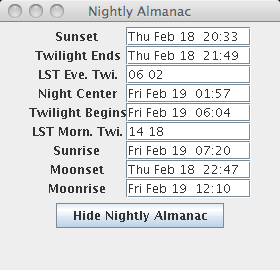 Nightly Almanac
Sunset Thu Feb 18 20:33
Twilight Ends Thu Feb 18 21:49
LST Eve. Twi. 06 02
Night Center Fri Feb 19 01:57
Twilight Begins Fri Feb 19 06:04
LST Morn. Twi. 14 18
Sunrise Fri Feb 19 07:20
Moonset Thu Feb 18 22:47
Moonrise Fri Feb 19 12:10
Hide Nightly Almanac